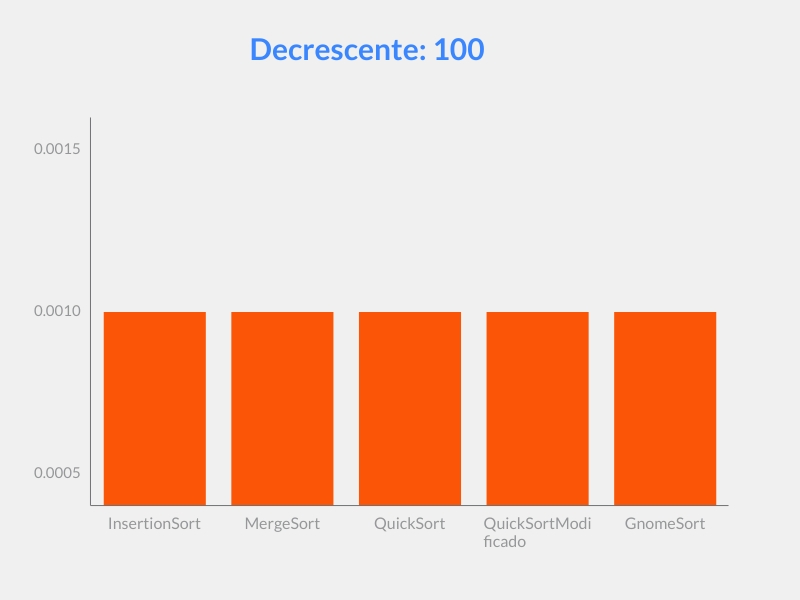 Decrescente: 100
0.0015
0.0010
0.0005
InsertionSort
MergeSort
QuickSort
QuickSortModi
ficado
GnomeSort